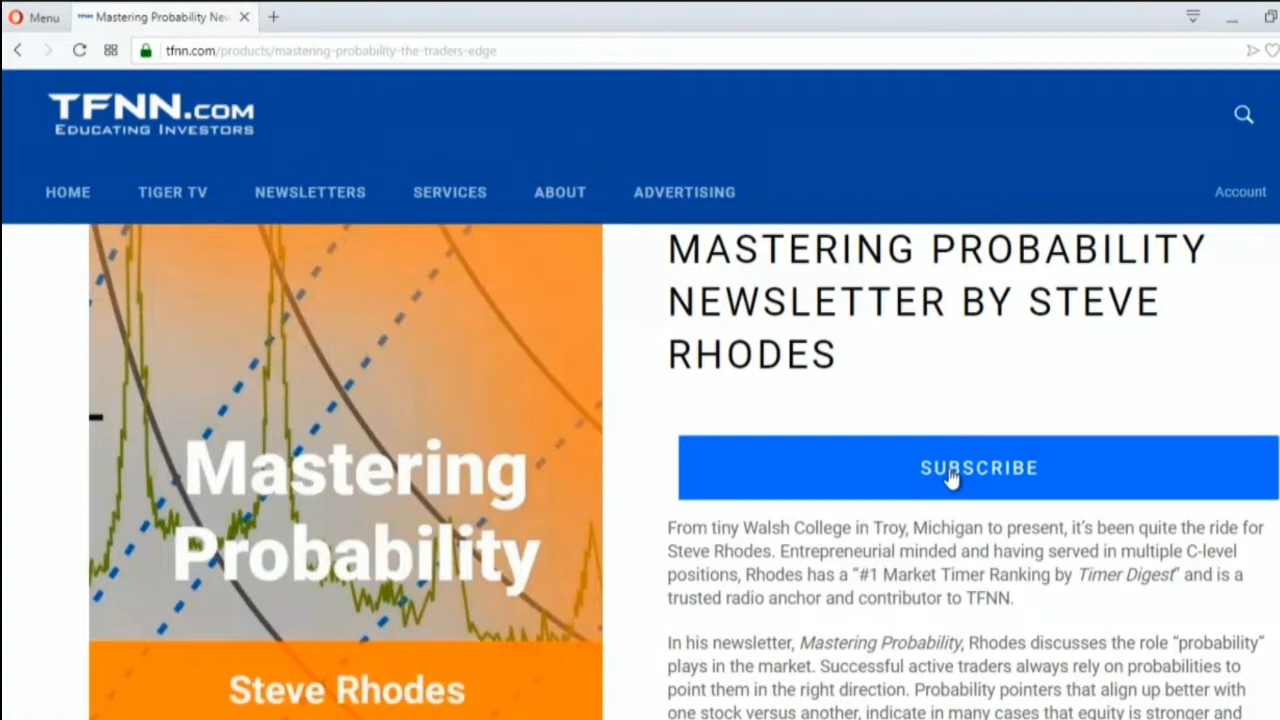 Menu
Mastering Probability New
tfnn.com/products/mastering-probability-the-traders-edge
TFNN.COM
EDUCATING INVESTORS
HOME TIGER TV NEWSLETTERS SERVICES ABOUT ADVERTISING Account
Mastering
Probability
Steve Rhodes
MASTERING PROBABILITY
NEWSLETTER BY STEVE
RHODES
SUBSCRIBE
From tiny Walsh College in Troy, Michigan to present, it’s been quite the ride for
Steve Rhodes. Entrepreneurial minded and having served in multiple C-level
positions, Rhodes has a “#1 Market Timer Ranking by Timer Digest” and is a
trusted radio anchor and contributor to TFNN.
In his newsletter, Mastering Probability, Rhodes discusses the role “probability”
plays in the market. Successful active traders always rely on probabilities to
point them in the right direction. Probability pointers that align up better with
one stock versus another, indicate in many cases that equity is stronger and